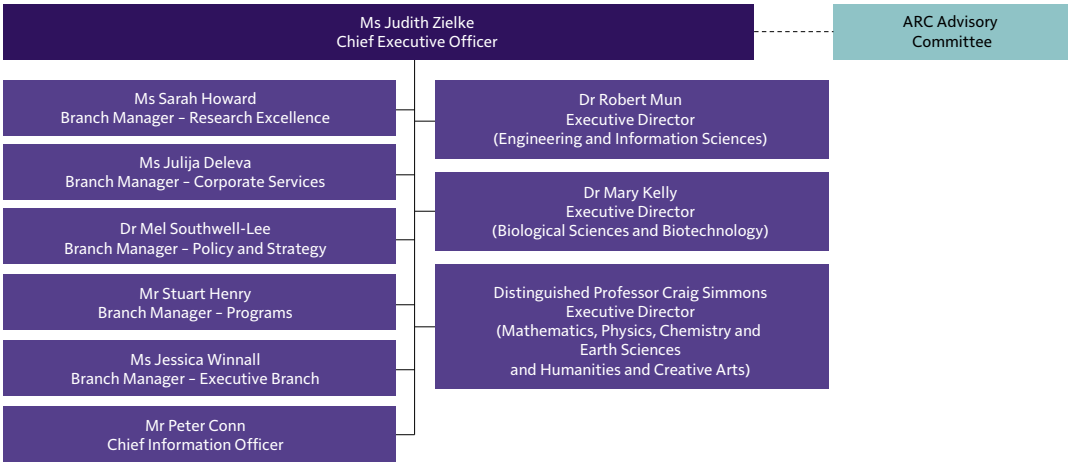 Ms Judith Zielke
Chief Executive Officer
ARC Advisory
Committee
Ms Sarah Howard
Branch Manager – Research Excellence
Ms Julija Deleva
Branch Manager – Corporate Services
Dr Mel Southwell-Lee
Branch Manager – Policy and Strategy
Mr Stuart Henry
Branch Manager – Programs
Ms Jessica Winnall
Branch Manager – Executive Branch
Mr Peter Conn
Chief Information Officer
Dr Robert Mun
Executive Director
(Engineering and Information Sciences)
Dr Mary Kelly
Executive Director
(Biological Sciences and Biotechnology)
Distinguished Professor Craig Simmons
Executive Director
(Mathematics, Physics, Chemistry and
Earth Sciences
and Humanities and Creative Arts)